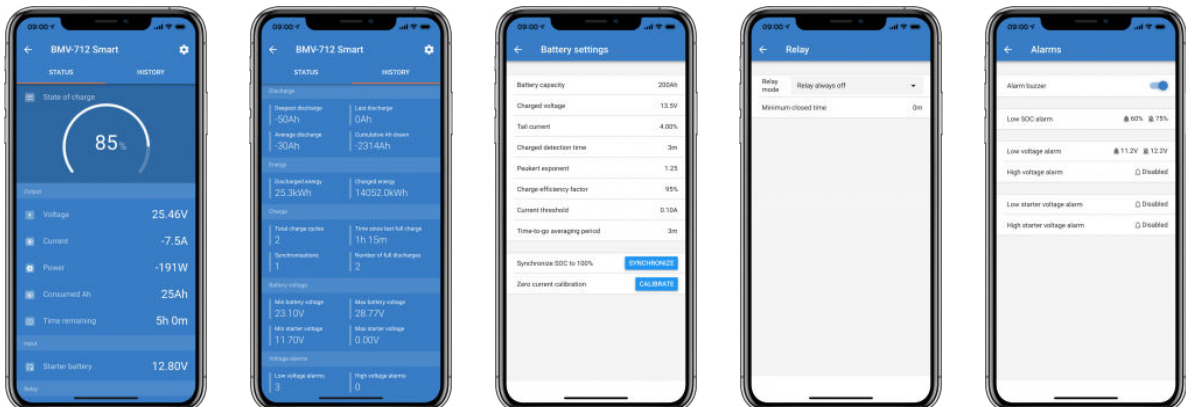 09:00
BMV-712 Smart
STATUS HISTORY
State of charge
85%
Output
Voltage 25.46V
Current -7.5A
Power -191W
Consumed Ah 25Ah
Time remaining 5h 0m
Input
Starter battery 12.80V
Relay
09:00
BMV-712 Smart
STATUS HISTORY
Discharge
Deepest discharge Last discharge
-50Ah 0Ah
Average discharge Cumulative Ah drawn
-30Ah -2314Ah
Energy
Discharged energy Charged energy
25.3kWh 14052.0kWh
Charge
Total charge cycles Time since last full charge
2 1h 15m
Synchronisations Number of full discharges
1 2
Battery voltage
Min battery voltage Max battery voltage
23.10V 28.77V
Min starter voltage Max starter voltage
11.70V 0.00V
Voltage alarms
Low voltage alarms High voltage alarms
3 0
09:00
Battery settings
Battery capacity 200Ah
Charged voltage 13.5V
Tail current 4.00%
Charged detection time 3m
Peukert exponent 1.25
Charge efficiency factor 95%
Current threshold 0.10A
Time-to-go averaging period 3m
Synchronize SOC to 100% SYNCHRONIZE
Zero current calibration CALIBRATE
09:00
Relay
Relay
mode Relay always off
Minimum closed time 0m
09:00
Alarms
Alarm buzzer
Low SOC alarm 60% 75%
Low voltage alarm 11.2V 12.2V
High voltage alarm Disabled
Low starter voltage alarm Disabled
High starter voltage alarm Disabled